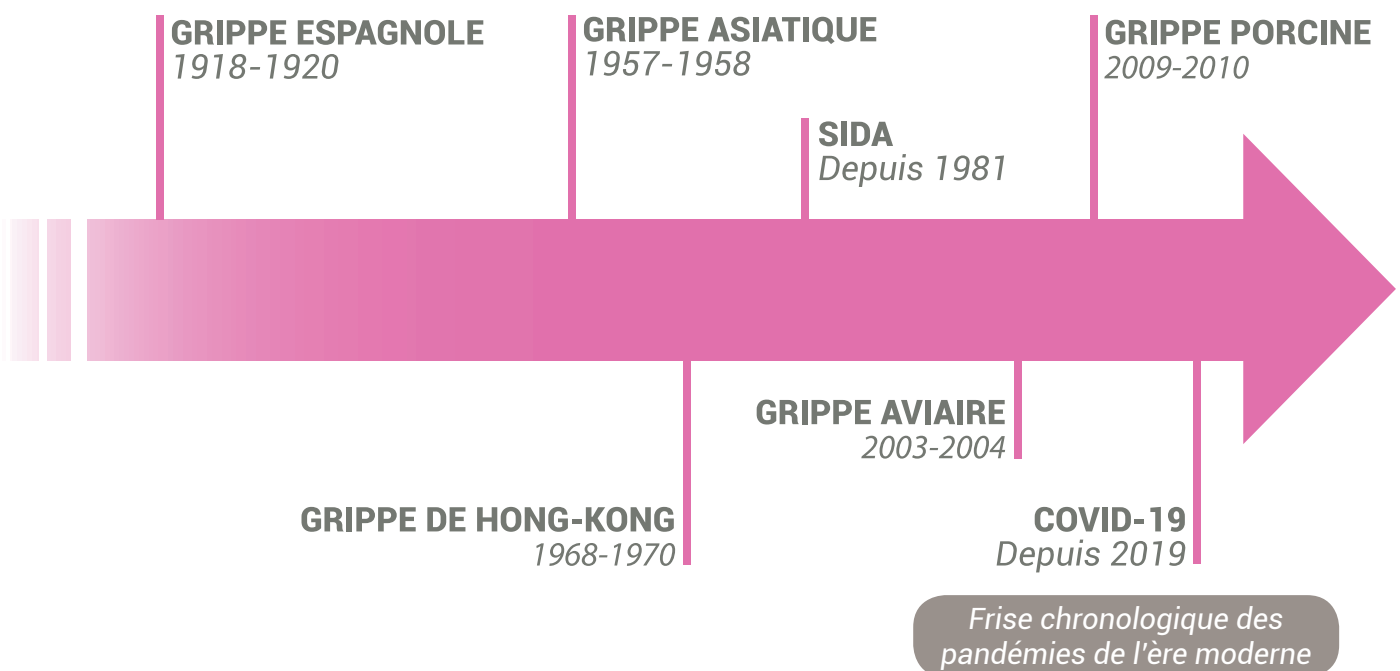 GRIPPE ESPAGNOLE
1918-1920
GRIPPE ASIATIQUE
1957-1958
GRIPPE PORCINE
2009-2010
SIDA
Depuis 1981
GRIPPE AVIAIRE
2003-2004
GRIPPE DE HONG-KONG
1968-1970
COVID-19
Depuis 2019
Frise chronologique des
pandémies de l'ère moderne